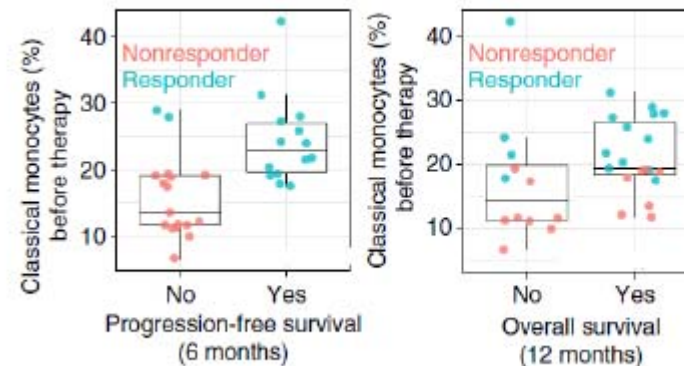 Classical monocytes (%)
before therapy
40
30
20
10
Nonresponder
Responder
No
Yes
Progression-free survival
(6 months)
Classical monocytes (%)
before therapy
40
30
20
10
Nonresponder
Responder
No
Yes
Overall survival
(12 months)